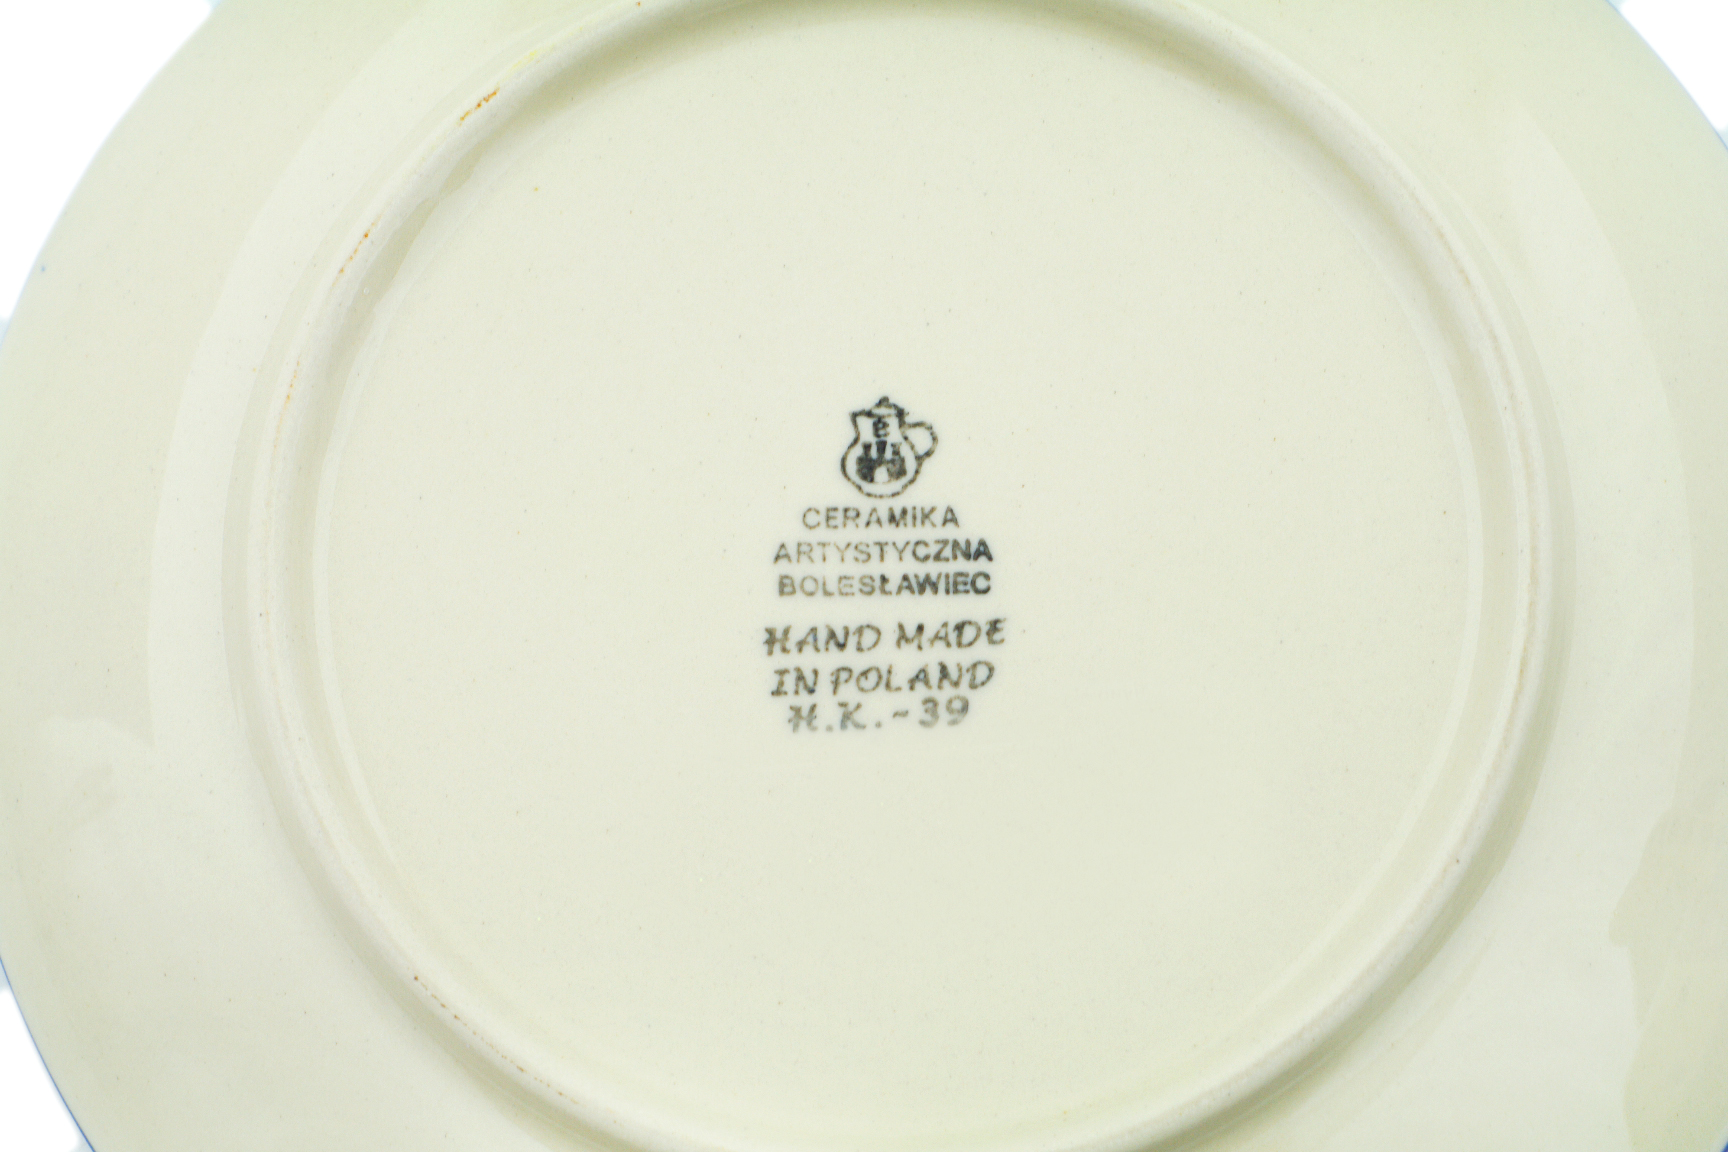 CERAMIKA
ARTYSTYCZNA
BOLESŁAWIEC
HAND MADE
IN POLAND
H.K.-39